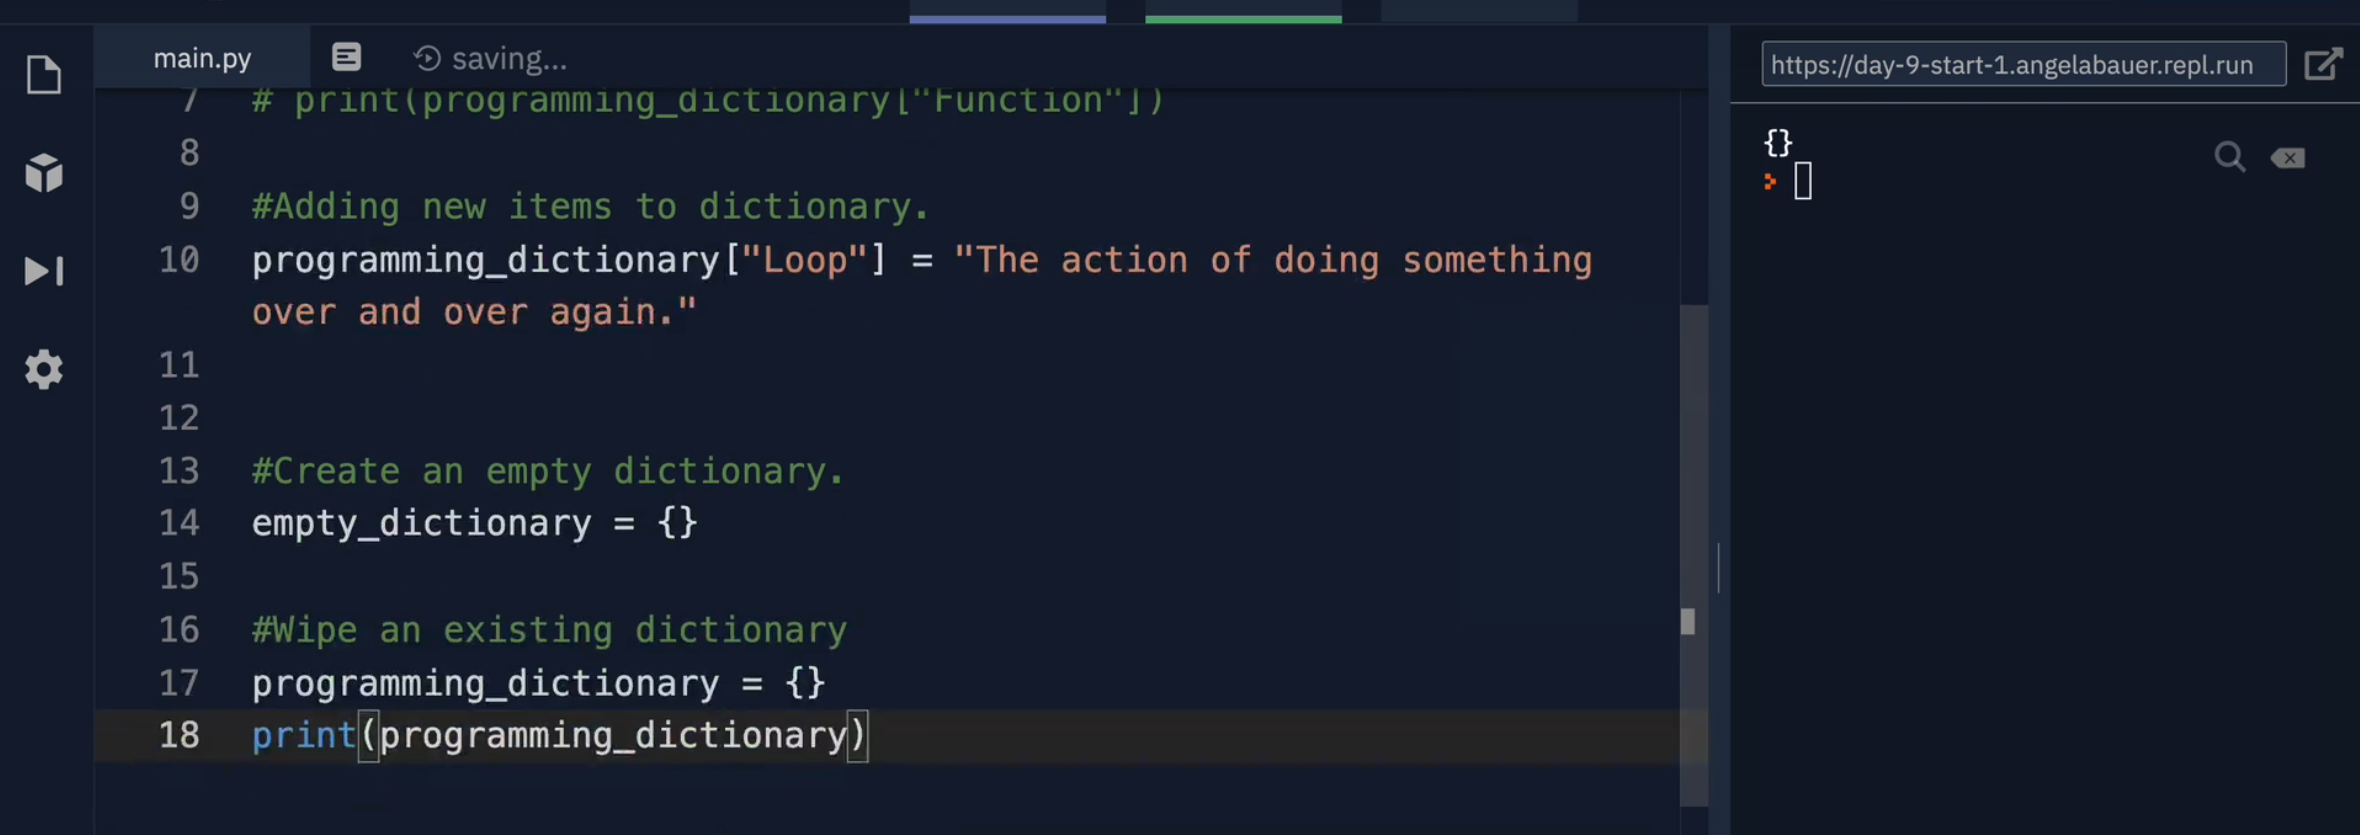 main.py
saving...
https://day-9-start-1.angelabauer.repl.run
7 # print(programming_dictionary["Function"])
8
9 #Adding new items to dictionary.
10 programming_dictionary["Loop"] = "The action of doing something
over and over again."
11
12
13 #Create an empty dictionary.
14 empty_dictionary = {}
15
16 #Wipe an existing dictionary
17 programming_dictionary = {}
18 print(programming_dictionary)
{}
>